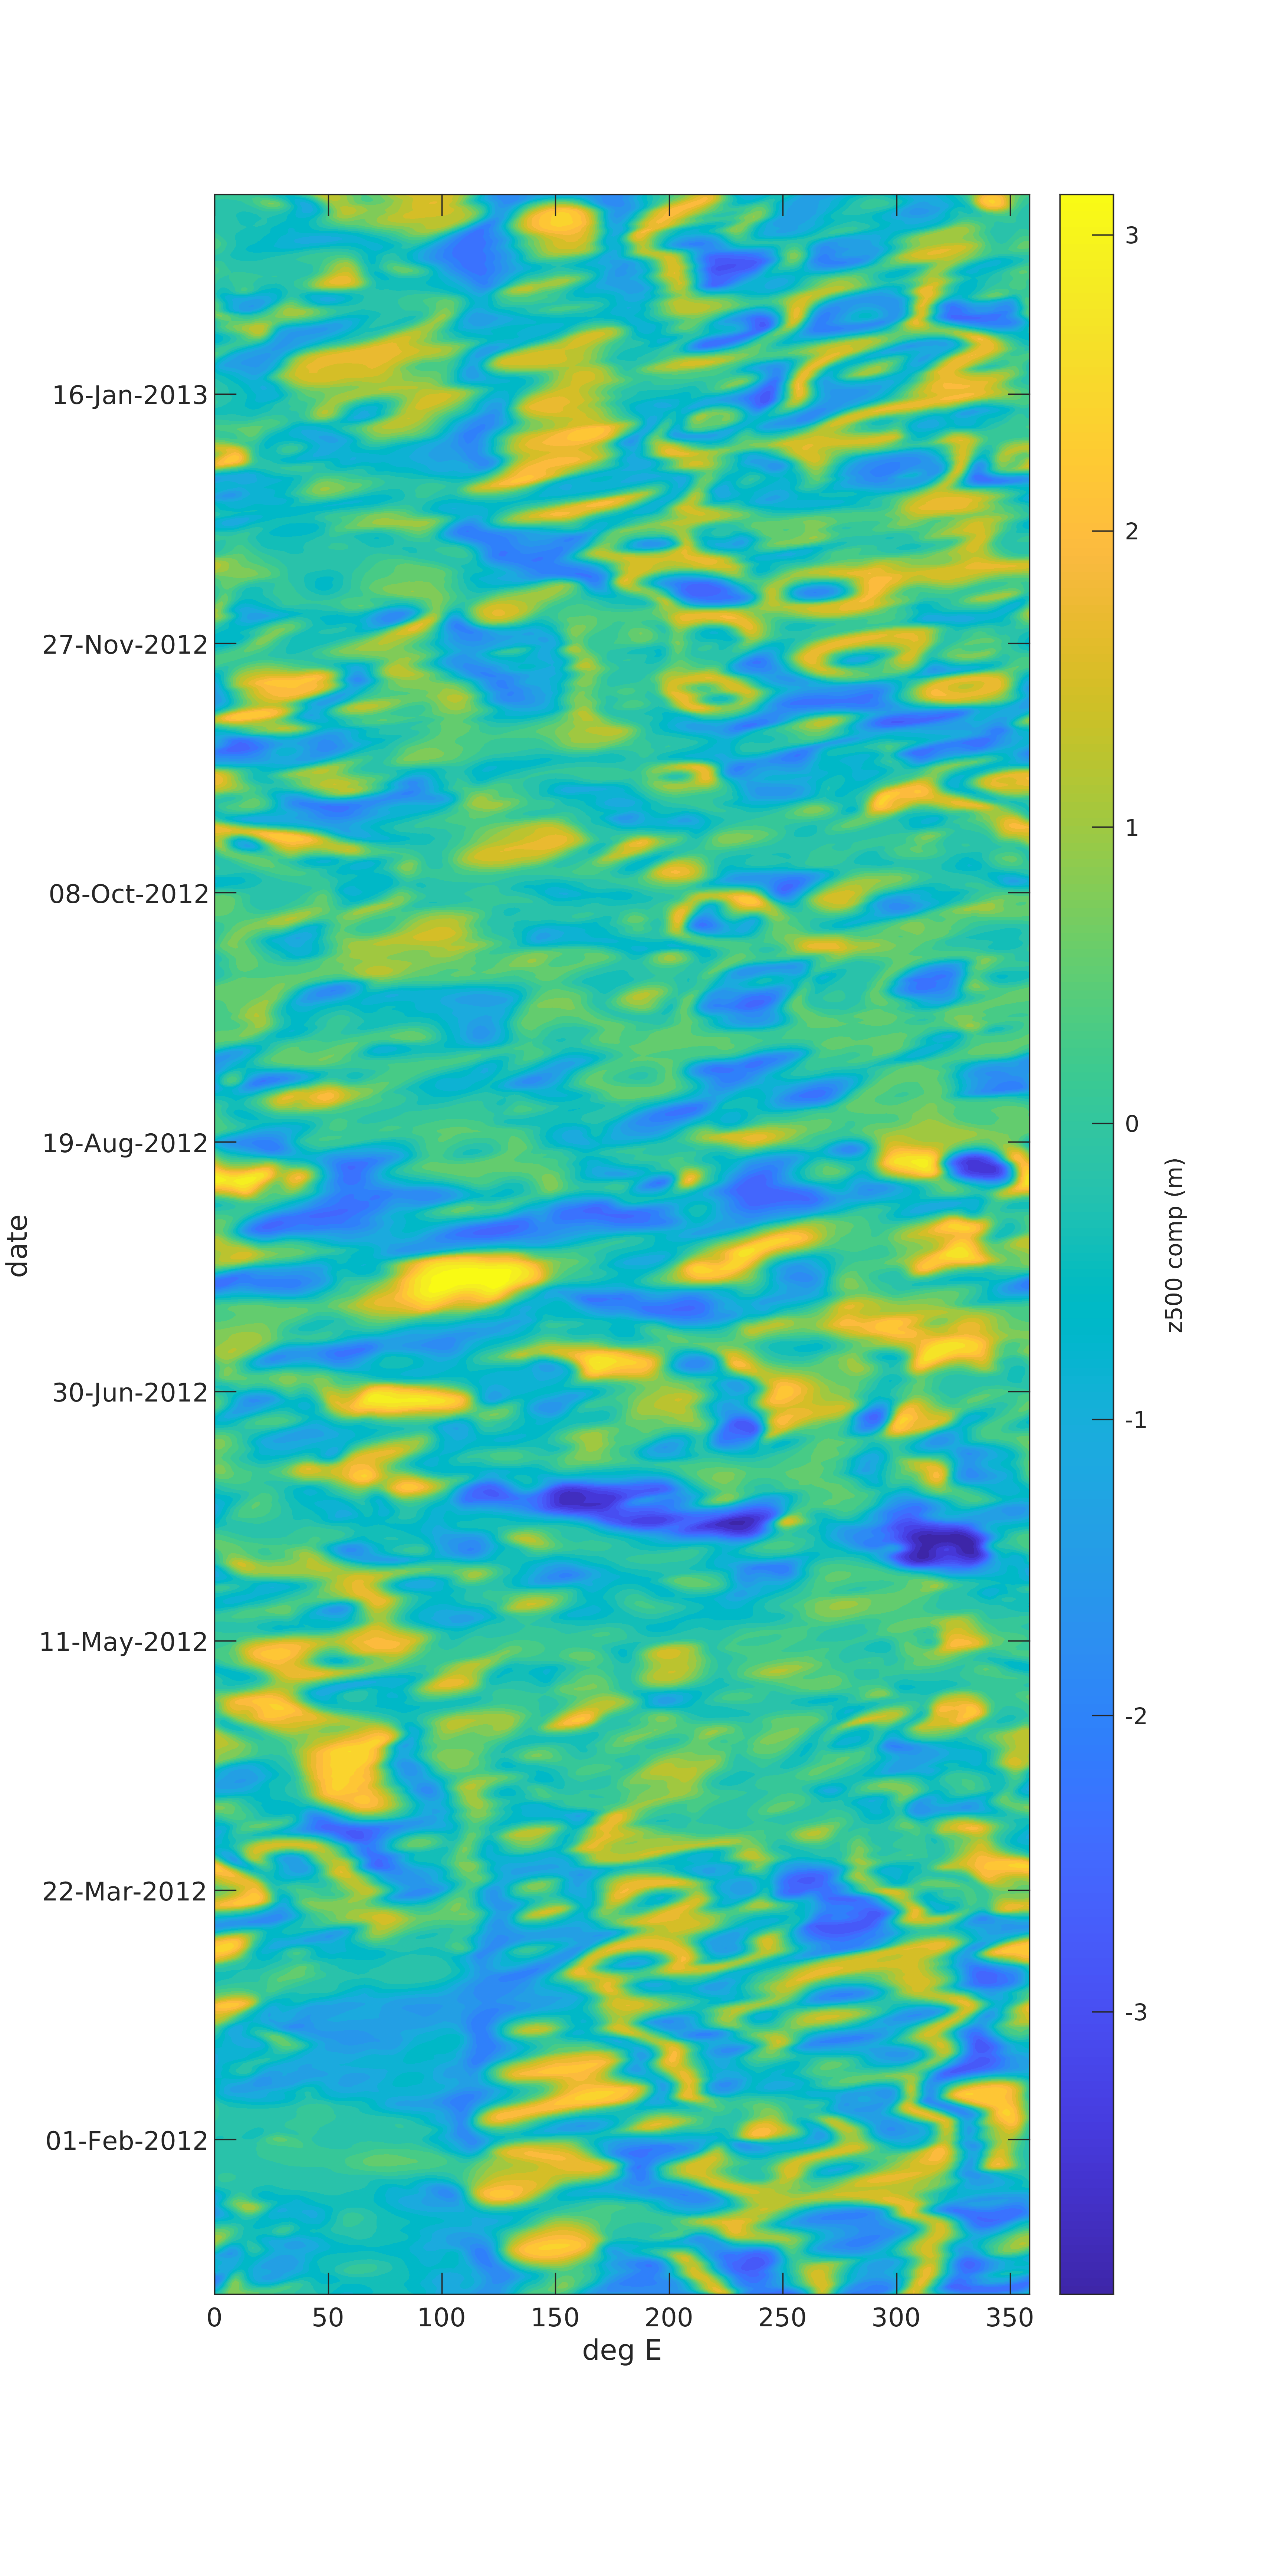 16-Jan-2013
27-Nov-2012
08-Oct-2012
19-Aug-2012
30-Jun-2012
11-May-2012
22-Mar-2012
01-Feb-2012
date
0 50 100 150 200 250 300 350
deg E
3
2
1
0
-1
-2
-3
z500 comp (m)